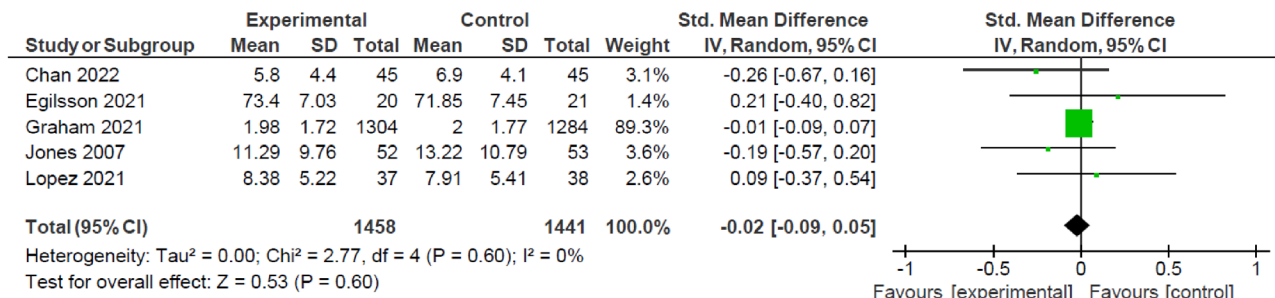 Experimental Control Std. Mean Difference Std. Mean Difference
Study or Subgroup Mean SD Total Mean SD Total Weight IV, Random, 95% CI IV, Random, 95% CI
Chan 2022 5.8 4.4 45 6.9 4.1 45 3.1% -0.26 [-0.67, 0.16]
Egilsson 2021 73.4 7.03 20 71.85 7.45 21 1.4% 0.21 [-0.40, 0.82]
Graham 2021 1.98 1.72 1304 2 1.77 1284 89.3% -0.01 [-0.09, 0.07]
Jones 2007 11.29 9.76 52 13.22 10.79 53 3.6% -0.19 [-0.57, 0.20]
Lopez 2021 8.38 5.22 37 7.91 5.41 38 2.6% 0.09 [-0.37, 0.54]
Total (95% CI) 1458 1441 100.0% -0.02 [-0.09, 0.05]
Heterogeneity: Tau² = 0.00; Chi² = 2.77, df = 4 (P = 0.60); I² = 0%
Test for overall effect: Z = 0.53 (P = 0.60)
-1 -0.5 0 0.5 1
Favours [experimental] Favours [control]